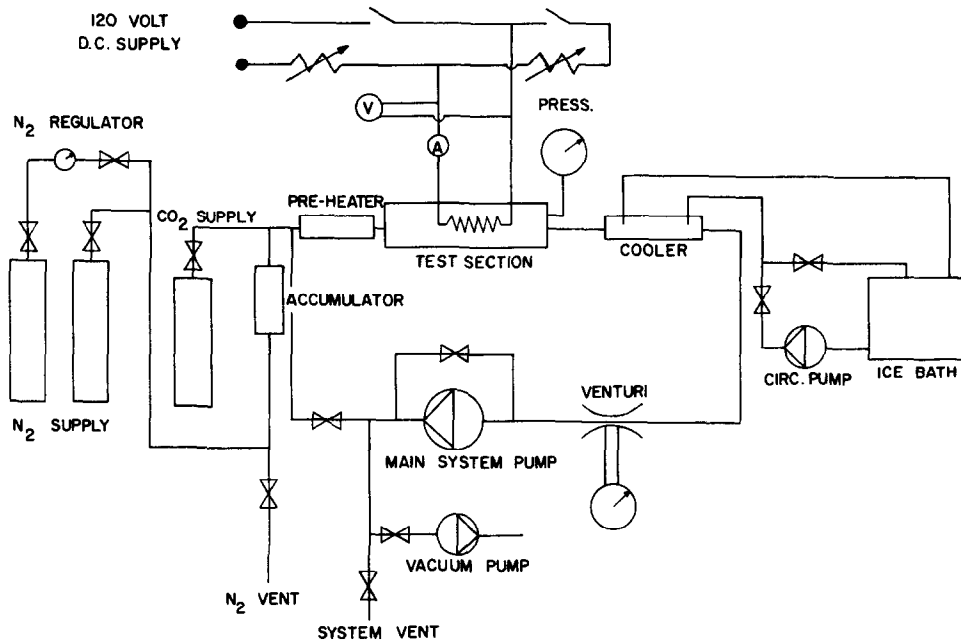 120 VOLT
D.C. SUPPLY
PRESS.
V
N2 REGULATOR
A
CO2 SUPPLY
PRE-HEATER
TEST SECTION
COOLER
ACCUMULATOR
CIRC. PUMP
ICE BATH
VENTURI
N2 SUPPLY
MAIN SYSTEM PUMP
VACUUM PUMP
N2 VENT
SYSTEM VENT